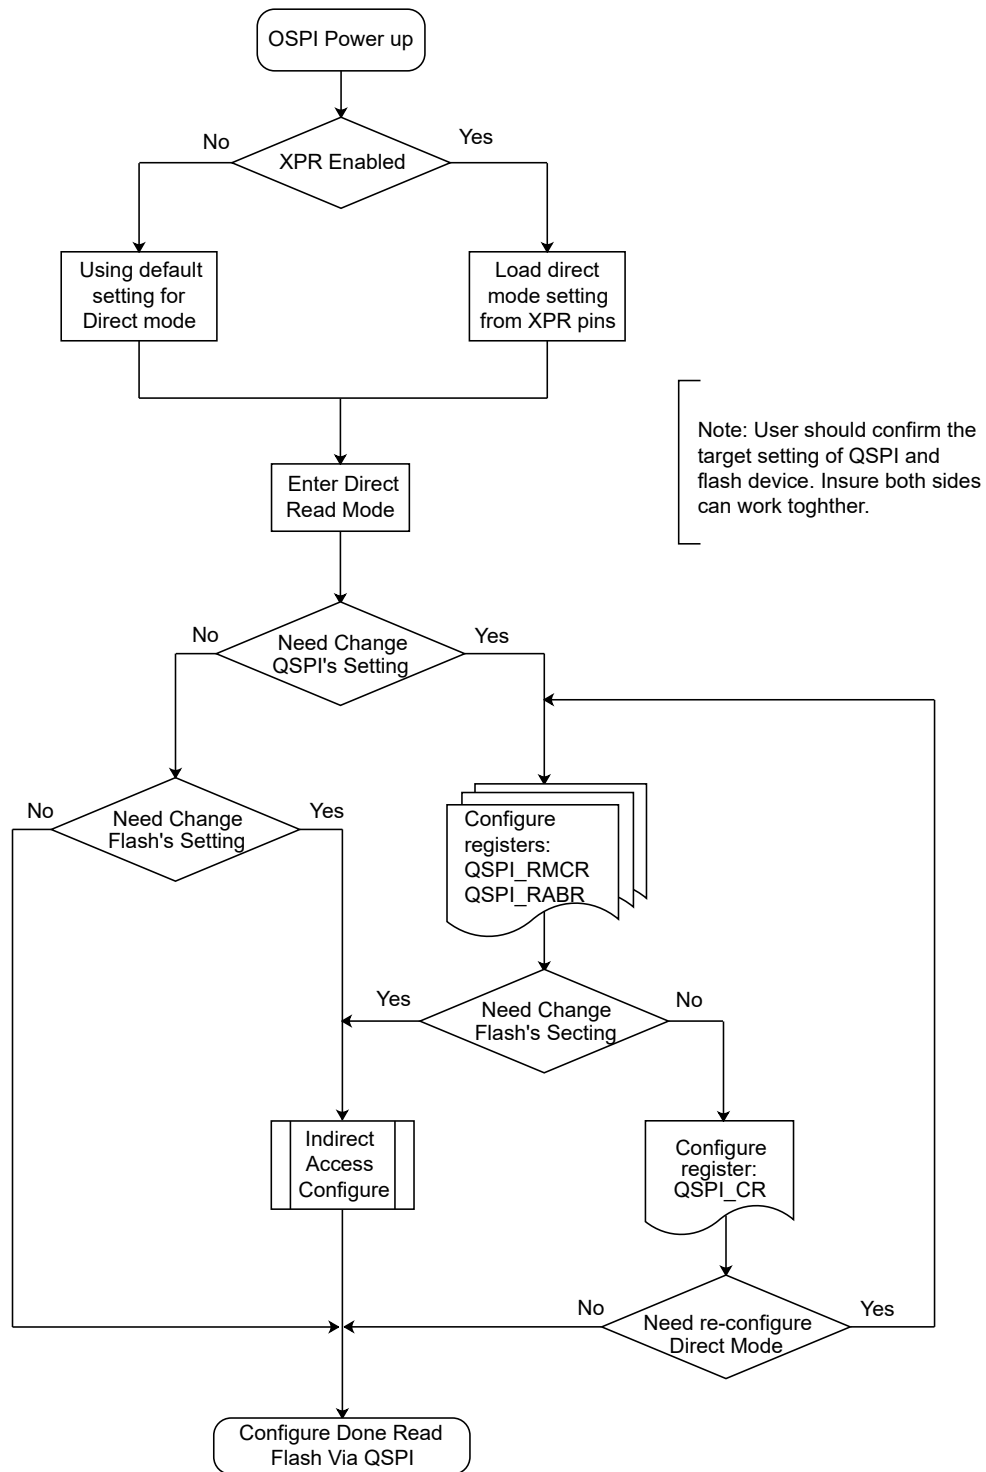 OSPI Power up
No
Yes
XPR Enabled
Using default
setting for
Direct mode
Load direct
mode setting
from XPR pins
Note: User should confirm the
target setting of QSPI and
flash device. Insure both sides
can work toghther.
Enter Direct
Read Mode
No
Yes
Need Change
QSPI's Setting
No
Yes
Need Change
Flash's Setting
Configure
registers:
QSPI_RMCR
QSPI_RABR
Yes
No
Need Change
Flash's Secting
Indirect
Access
Configure
Configure
register:
QSPI_CR
No
Yes
Need re-configure
Direct Mode
Configure Done Read
Flash Via QSPI